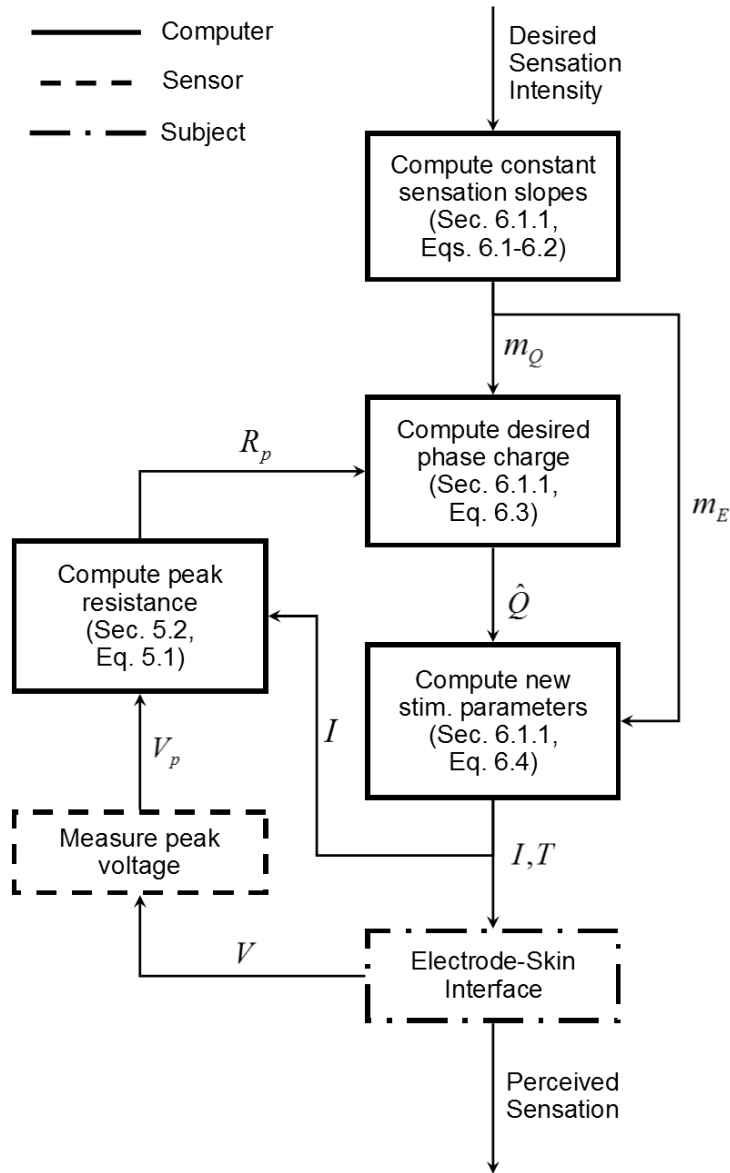 Computer
Sensor
Subject
Desired
Sensation
Intensity
Compute constant
sensation slopes
(Sec. 6.1.1,
Eqs. 6.1-6.2)
m_Q
R_p
Compute desired
phase charge
(Sec. 6.1.1,
Eq. 6.3)
m_E
Compute peak
resistance
(Sec. 5.2,
Eq. 5.1)
Q̂
Compute new
stim. parameters
(Sec. 6.1.1,
Eq. 6.4)
I
V_p
Measure peak
voltage
I,T
V
Electrode-Skin
Interface
Perceived
Sensation